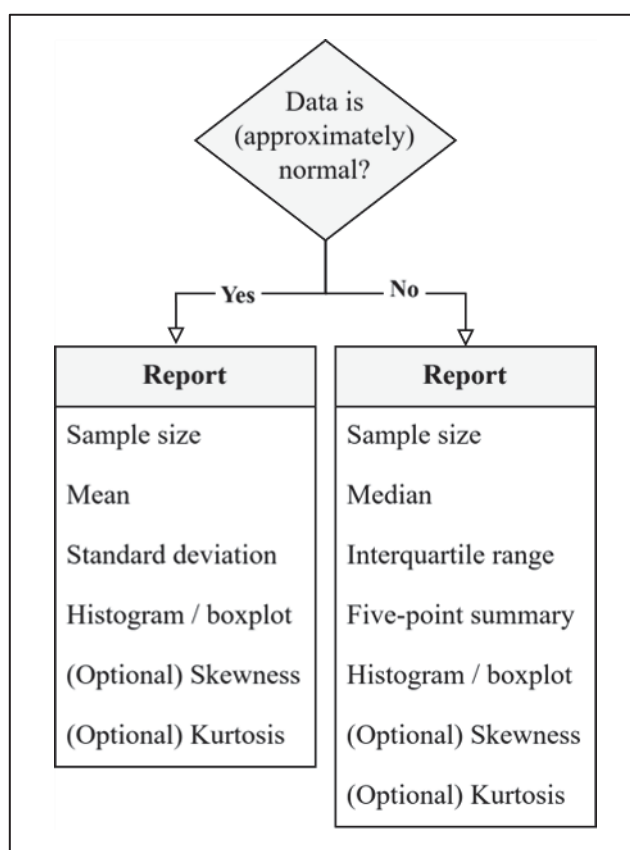 Data is
(approximately)
normal?
Yes
No
Report
Sample size
Mean
Standard deviation
Histogram / boxplot
(Optional) Skewness
(Optional) Kurtosis
Report
Sample size
Median
Interquartile range
Five-point summary
Histogram / boxplot
(Optional) Skewness
(Optional) Kurtosis